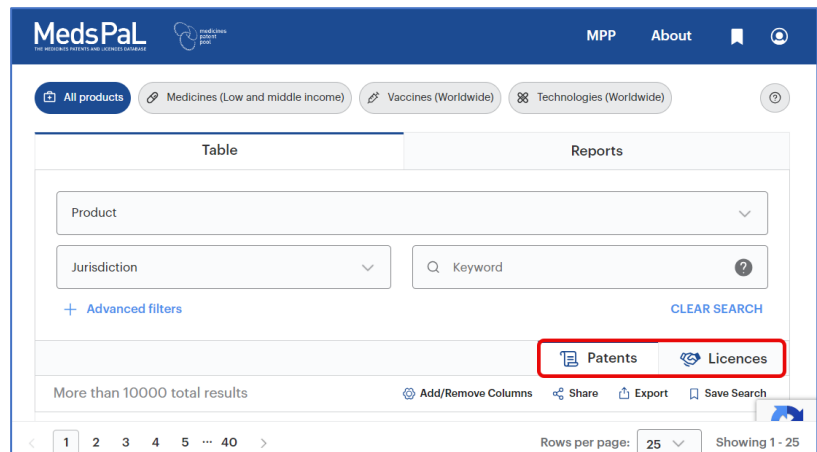 MedsPaL
THE MEDICINES PATENTS AND LICENCES DATABASE
medicines
patent
pool
MPP About
All products Medicines (Low and middle income) Vaccines (Worldwide) Technologies (Worldwide) ?
Table Reports
Product
Jurisdiction Keyword ?
+ Advanced filters CLEAR SEARCH
Patents Licences
More than 10000 total results Add/Remove Columns Share Export Save Search
< 1 2 3 4 5 ··· 40 > Rows per page: 25 Showing 1 - 25